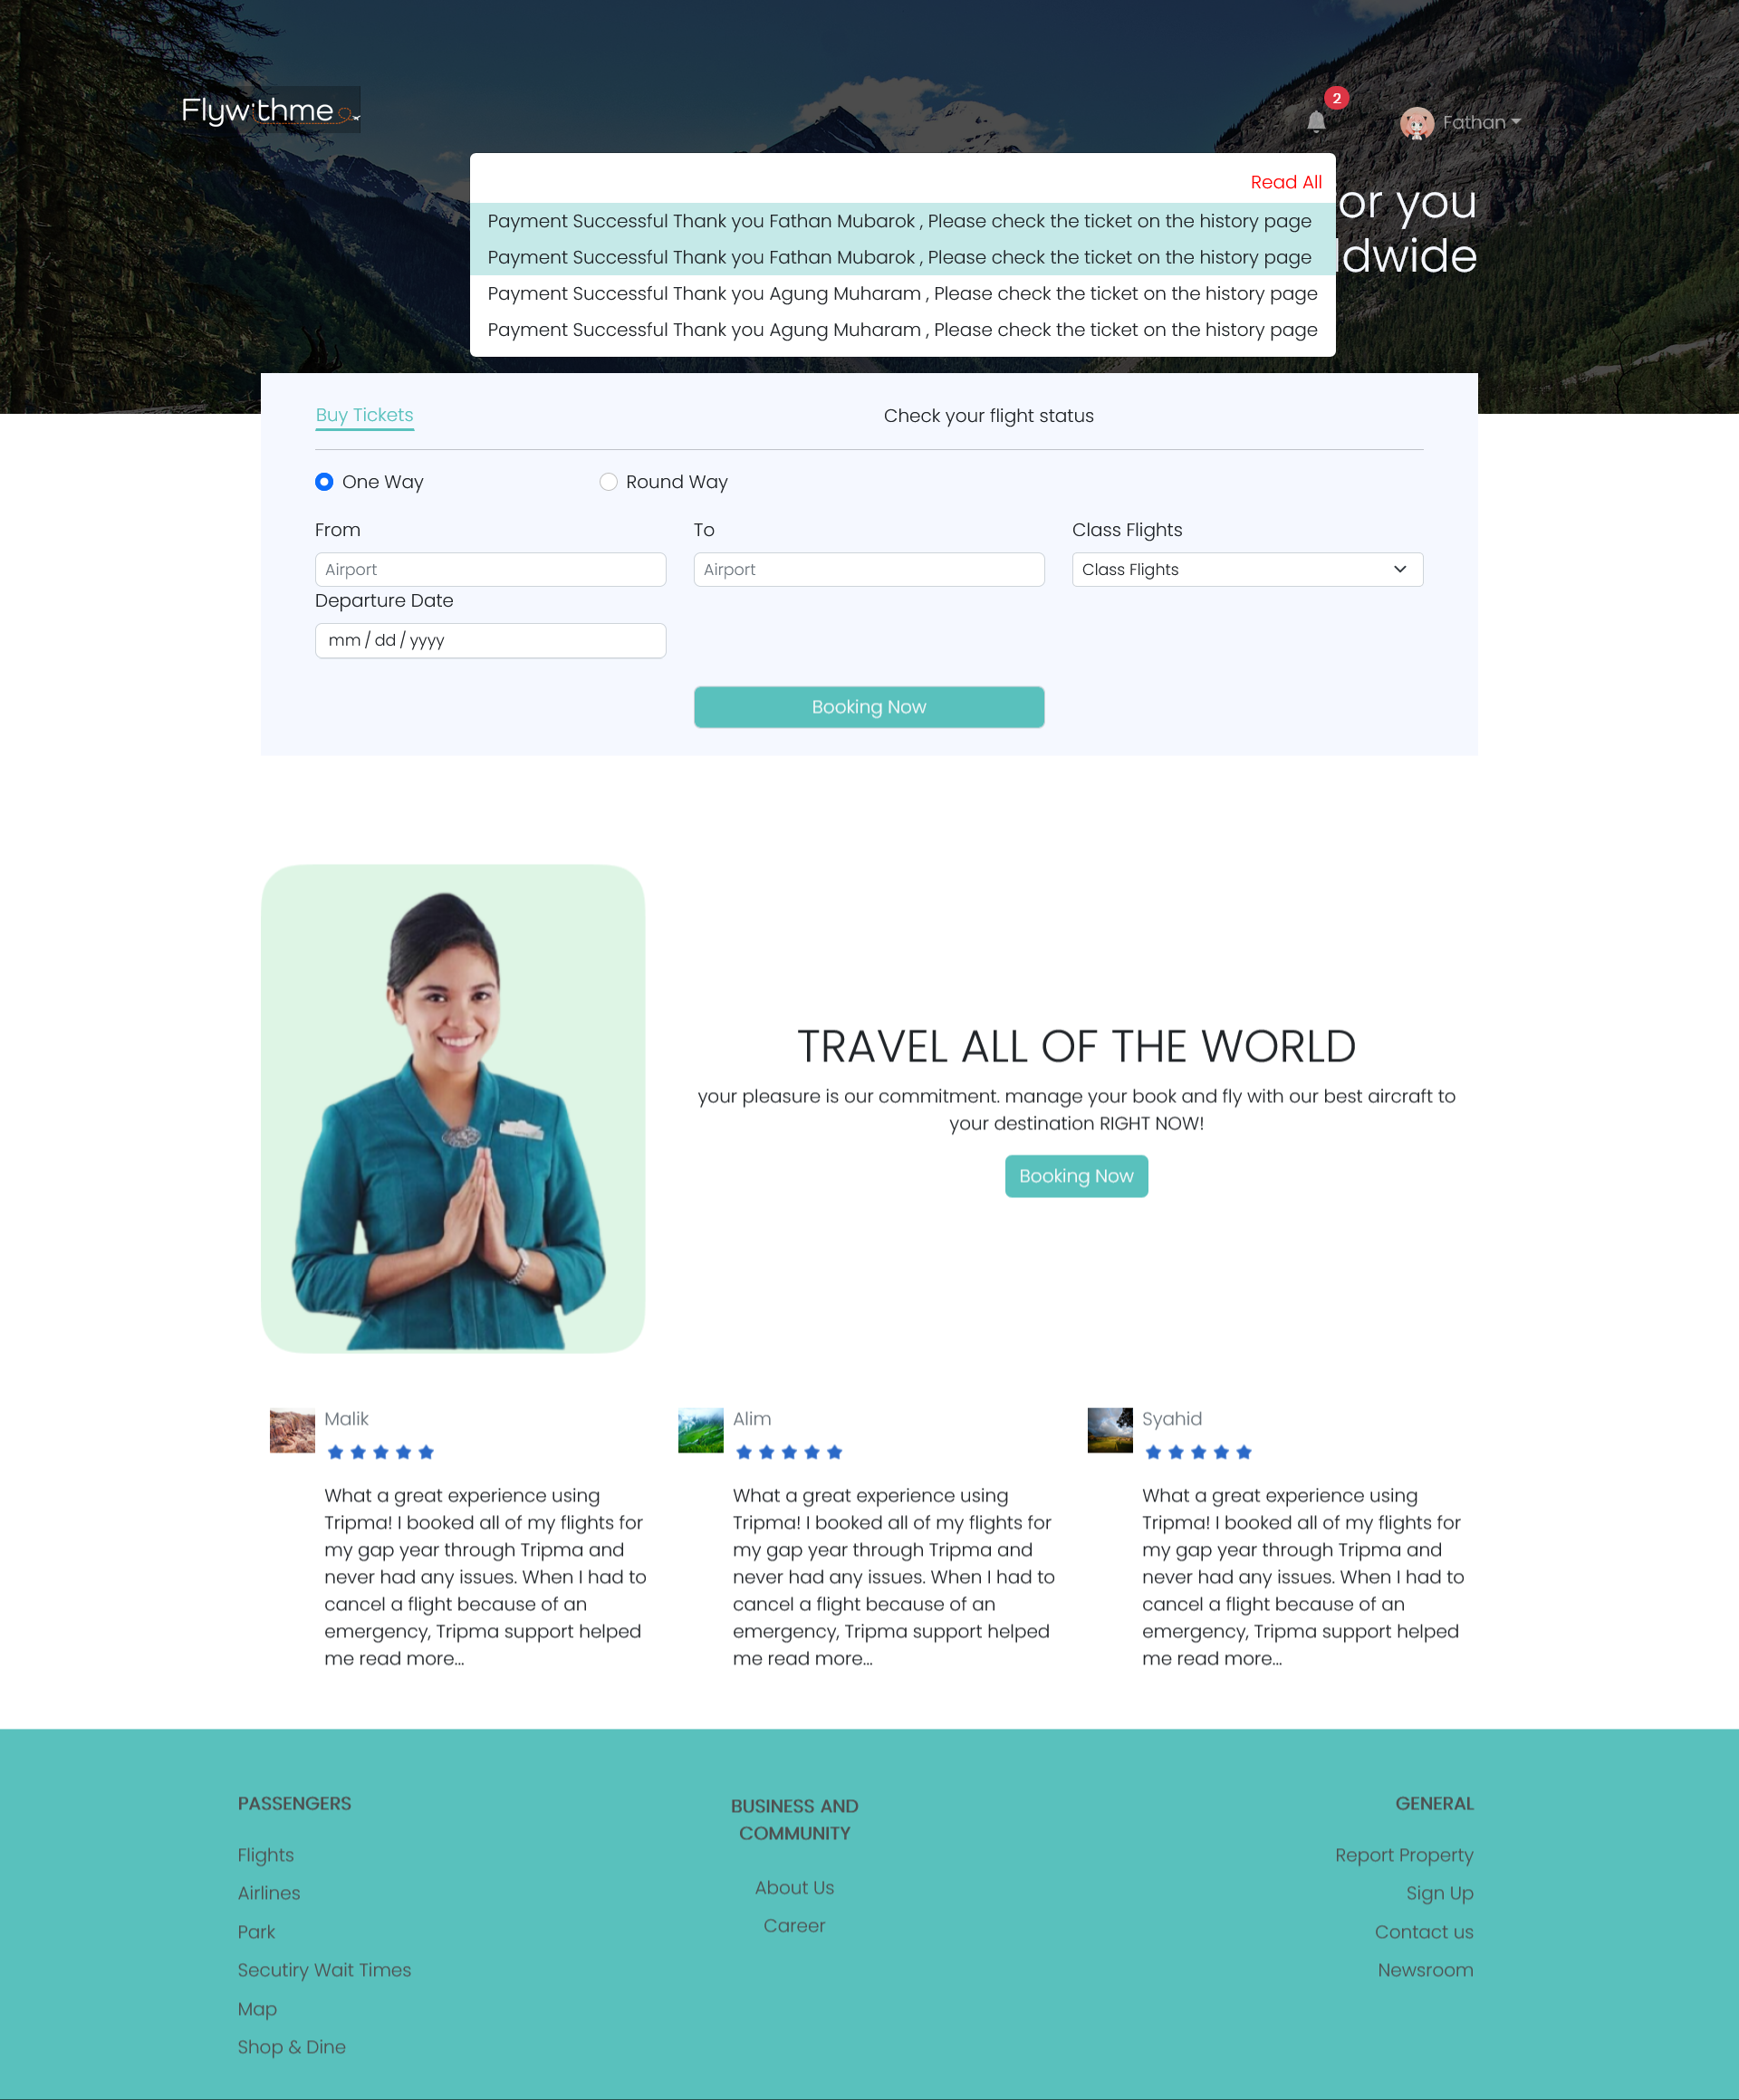 Flywithme
2
Fathan
Read All
or you
ldwide
Payment Successful Thank you Fathan Mubarok , Please check the ticket on the history page
Payment Successful Thank you Fathan Mubarok , Please check the ticket on the history page
Payment Successful Thank you Agung Muharam , Please check the ticket on the history page
Payment Successful Thank you Agung Muharam , Please check the ticket on the history page
Buy Tickets
Check your flight status
One Way
Round Way
From
To
Class Flights
Airport
Airport
Class Flights
Departure Date
mm / dd / yyyy
Booking Now
TRAVEL ALL OF THE WORLD
your pleasure is our commitment. manage your book and fly with our best aircraft to
your destination RIGHT NOW!
Booking Now
Malik
What a great experience using
Tripma! I booked all of my flights for
my gap year through Tripma and
never had any issues. When I had to
cancel a flight because of an
emergency, Tripma support helped
me read more...
Alim
What a great experience using
Tripma! I booked all of my flights for
my gap year through Tripma and
never had any issues. When I had to
cancel a flight because of an
emergency, Tripma support helped
me read more...
Syahid
What a great experience using
Tripma! I booked all of my flights for
my gap year through Tripma and
never had any issues. When I had to
cancel a flight because of an
emergency, Tripma support helped
me read more...
PASSENGERS
Flights
Airlines
Park
Secutiry Wait Times
Map
Shop & Dine
BUSINESS AND
COMMUNITY
About Us
Career
GENERAL
Report Property
Sign Up
Contact us
Newsroom